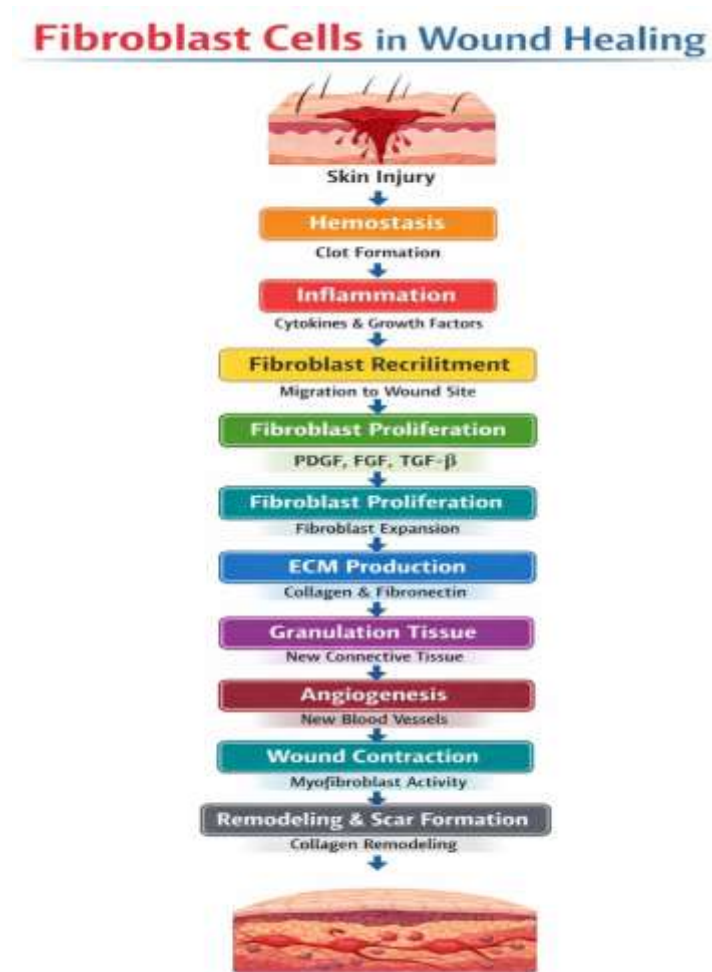 Fibroblast Cells in Wound Healing
Skin Injury
Hemostasis
Clot Formation
Inflammation
Cytokines & Growth Factors
Fibroblast Recrilitment
Migration to Wound Site
Fibroblast Proliferation
PDGF, FGF, TGF-β
Fibroblast Proliferation
Fibroblast Expansion
ECM Production
Collagen & Fibronectin
Granulation Tissue
New Connective Tissue
Angiogenesis
New Blood Vessels
Wound Contraction
Myofibroblast Activity
Remodeling & Scar Formation
Collagen Remodeling